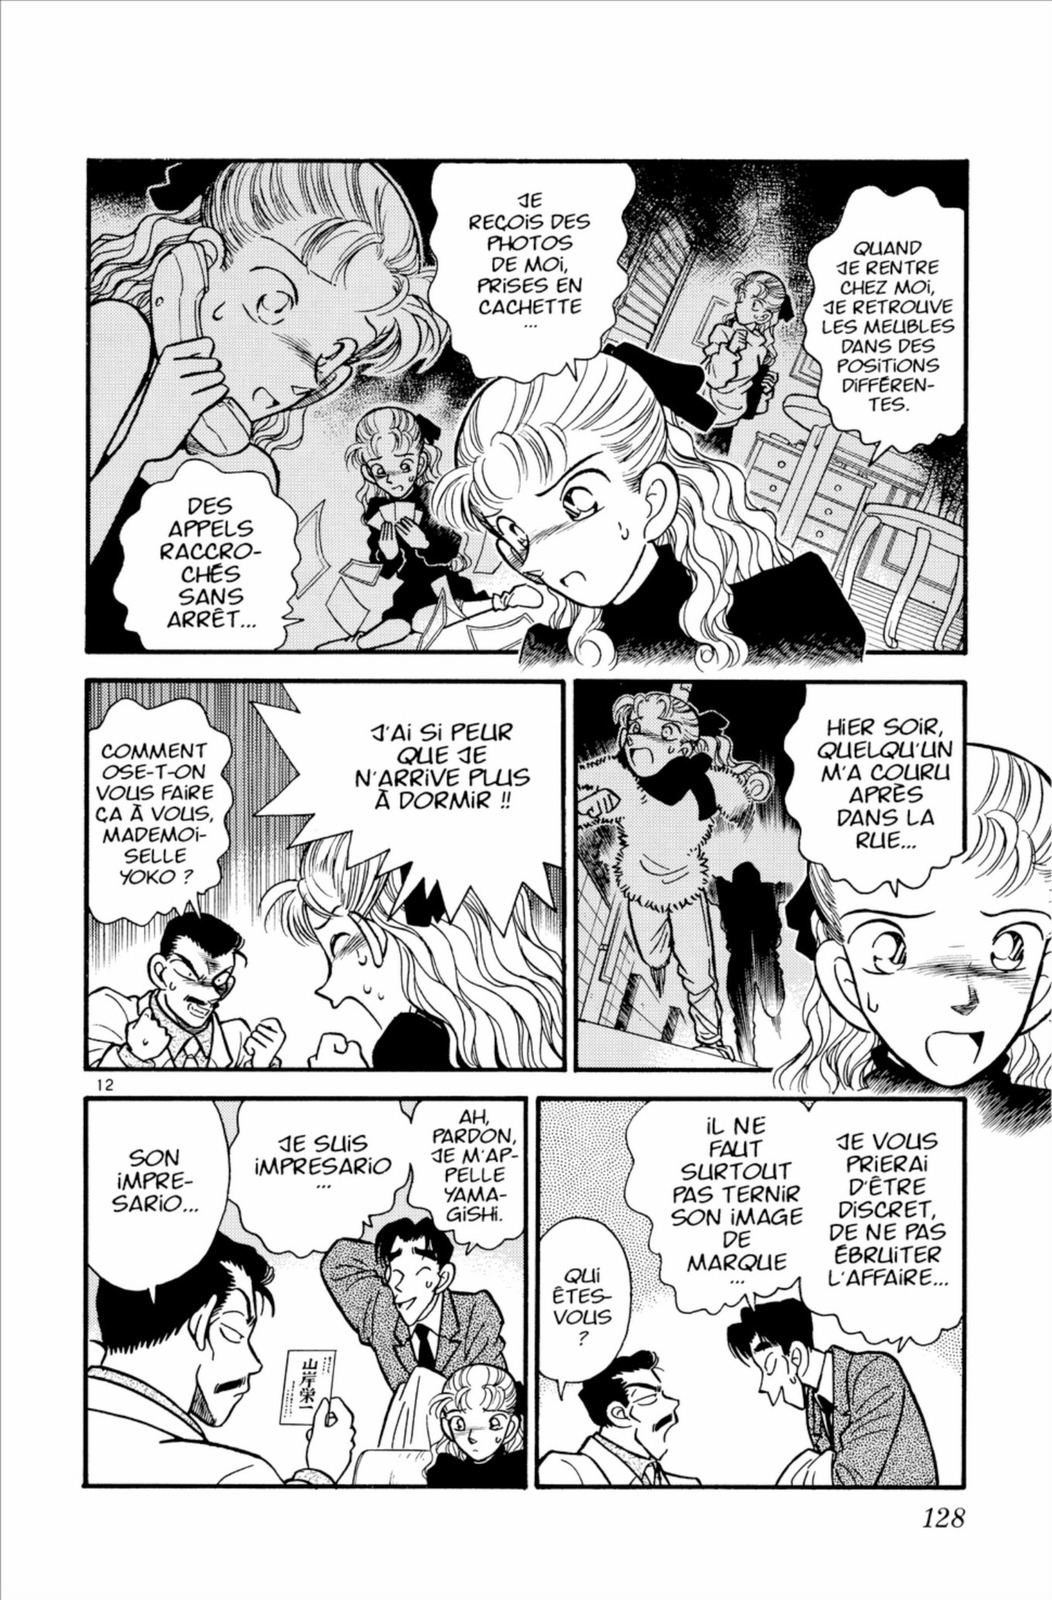 QUAND
JE RENTRE
CHEZ MOI,
JE RETROUVE
LES MEUBLES
DANS DES
POSITIONS
DIFFÉREN-
TES.
JE
REÇOIS DES
PHOTOS
DE MOI,
PRISES EN
CACHETTE
...
DES
APPELS
RACCRO-
CHÉS
SANS
ARRÊT...
HIER SOIR,
QUELQU'UN
M'A COURU
APRÈS
DANS LA
RUE...
J'AI SI PEUR
QUE JE
N'ARRIVE PLUS
À DORMIR !!
COMMENT
OSE-T-ON
VOUS FAIRE
ÇA À VOUS,
MADEMOI-
SELLE
YOKO ?
12
JE VOUS
PRIERAI
D'ÊTRE
DISCRET,
DE NE PAS
ÉBRUITER
L'AFFAIRE...
IL NE
FAUT
SURTOUT
PAS TERNIR
SON IMAGE
DE
MARQUE
...
QUI
ÊTES-
VOUS
?
AH,
PARDON,
JE M'AP-
PELLE
YAMA-
GISHI.
JE SUIS
IMPRESARIO
...
SON
IMPRE-
SARIO...
山岸栄一
128